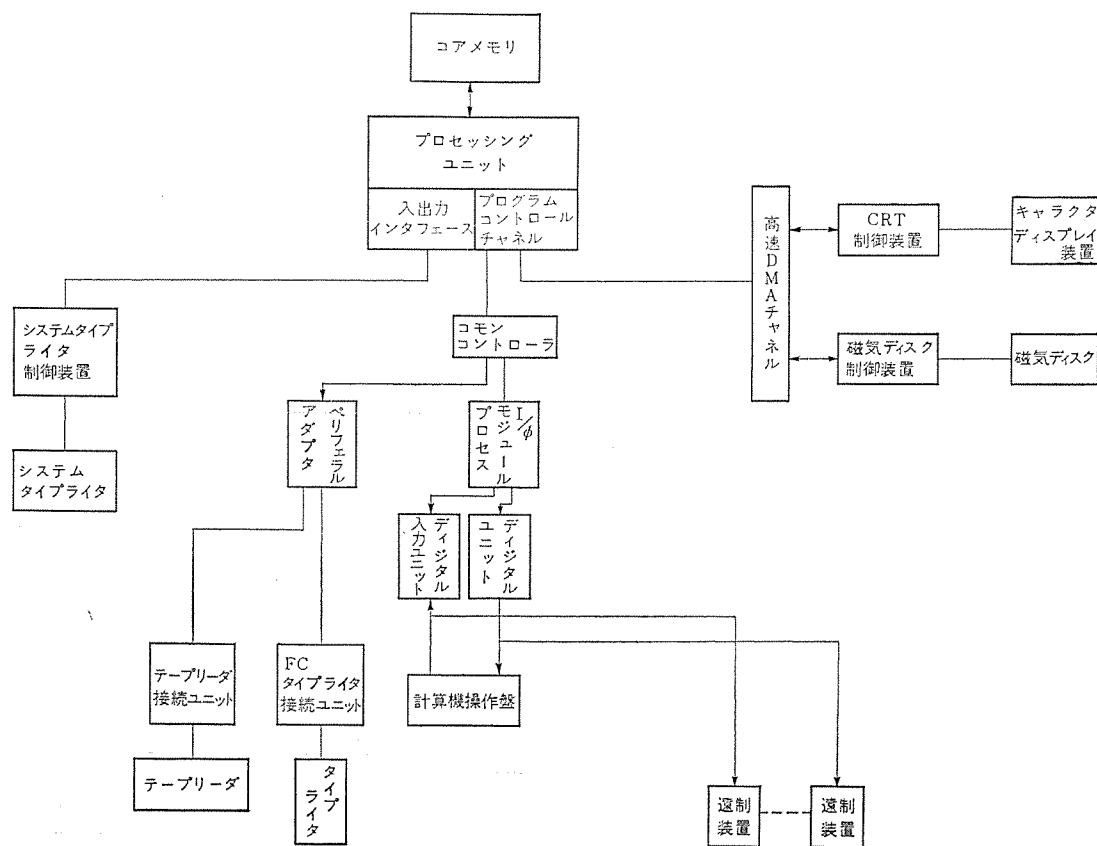 コアメモリ
プロセッシング
ユニット
入出力
インタフェース
プログラム
コントロール
チャネル
高速DMAチャネル
CRT
制御装置
キャラクタ
ディスプレイ
装置
システムタイプ
ライタ
制御装置
コモン
コントローラ
磁気ディスク
制御装置
磁気ディスク
ペリフェラル
アダプタ
I/φ
モジュール
プロセス
システム
タイプライタ
ディジタル
入力ユニット
ディジタル
ユニット
テープリーダ
接続ユニット
FC
タイプライタ
接続ユニット
計算機操作盤
テープリーダ
タイプ
ライタ
遠制
装置
遠制
装置